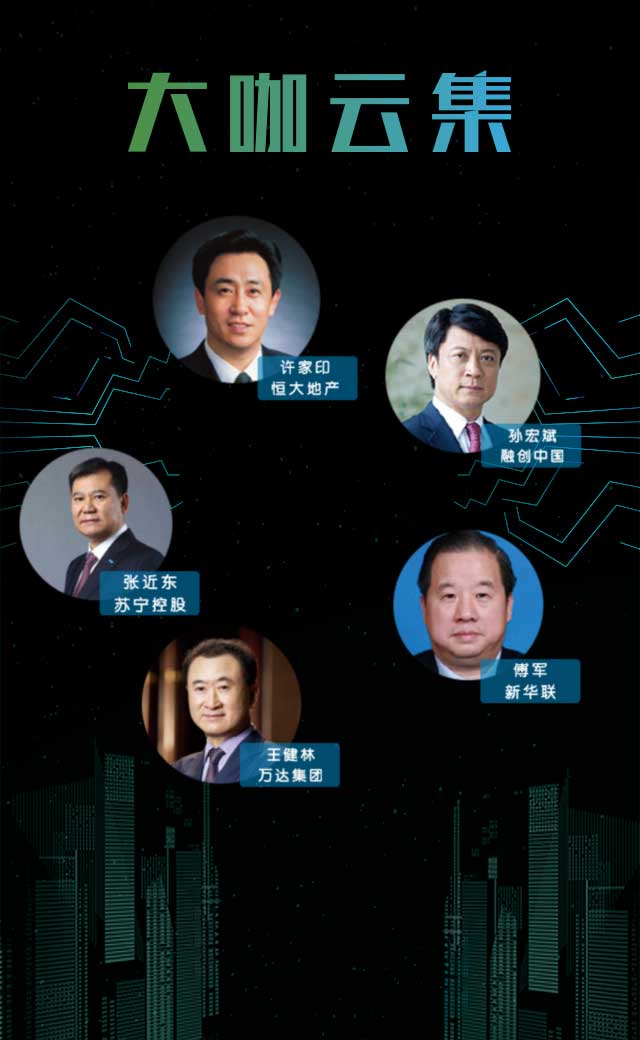 大咖云集
许家印
恒大地产
孙宏斌
融创中国
张近东
苏宁控股
傅军
新华联
王健林
万达集团